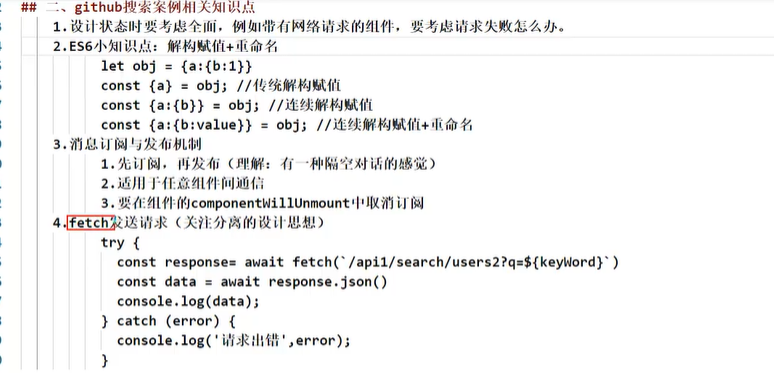 ## 二、github搜索案例相关知识点
1.设计状态时要考虑全面，例如带有网络请求的组件，要考虑请求失败怎么办。
2.ES6小知识点：解构赋值+重命名
let obj = {a:{b:1}}
const {a} = obj; //传统解构赋值
const {a:{b}} = obj; //连续解构赋值
const {a:{b:value}} = obj; //连续解构赋值+重命名
3.消息订阅与发布机制
1.先订阅，再发布（理解：有一种隔空对话的感觉）
2.适用于任意组件间通信
3.要在组件的componentWillUnmount中取消订阅
4.fetch发送请求（关注分离的设计思想）
try {
const response= await fetch(`/api1/search/users2?q=${keyWord}`)
const data = await response.json()
console.log(data);
} catch (error) {
console.log('请求出错',error);
}